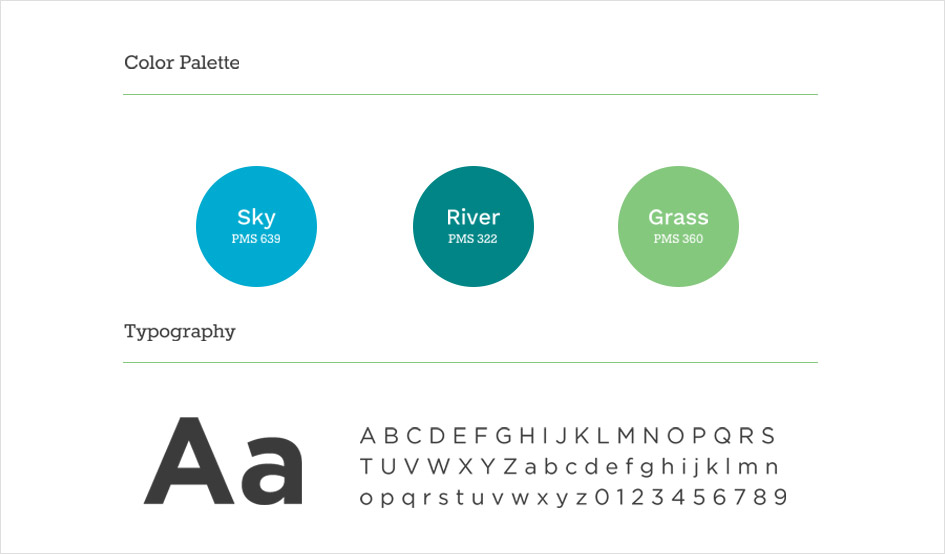 Color Palette
Sky
PMS 639
River
PMS 322
Grass
PMS 360
Typography
Aa
A B C D E F G H I J K L M N O P Q R S
T U V W X Y Z a b c d e f g h i j k l m n
o p q r s t u v w x y z 0 1 2 3 4 5 6 7 8 9